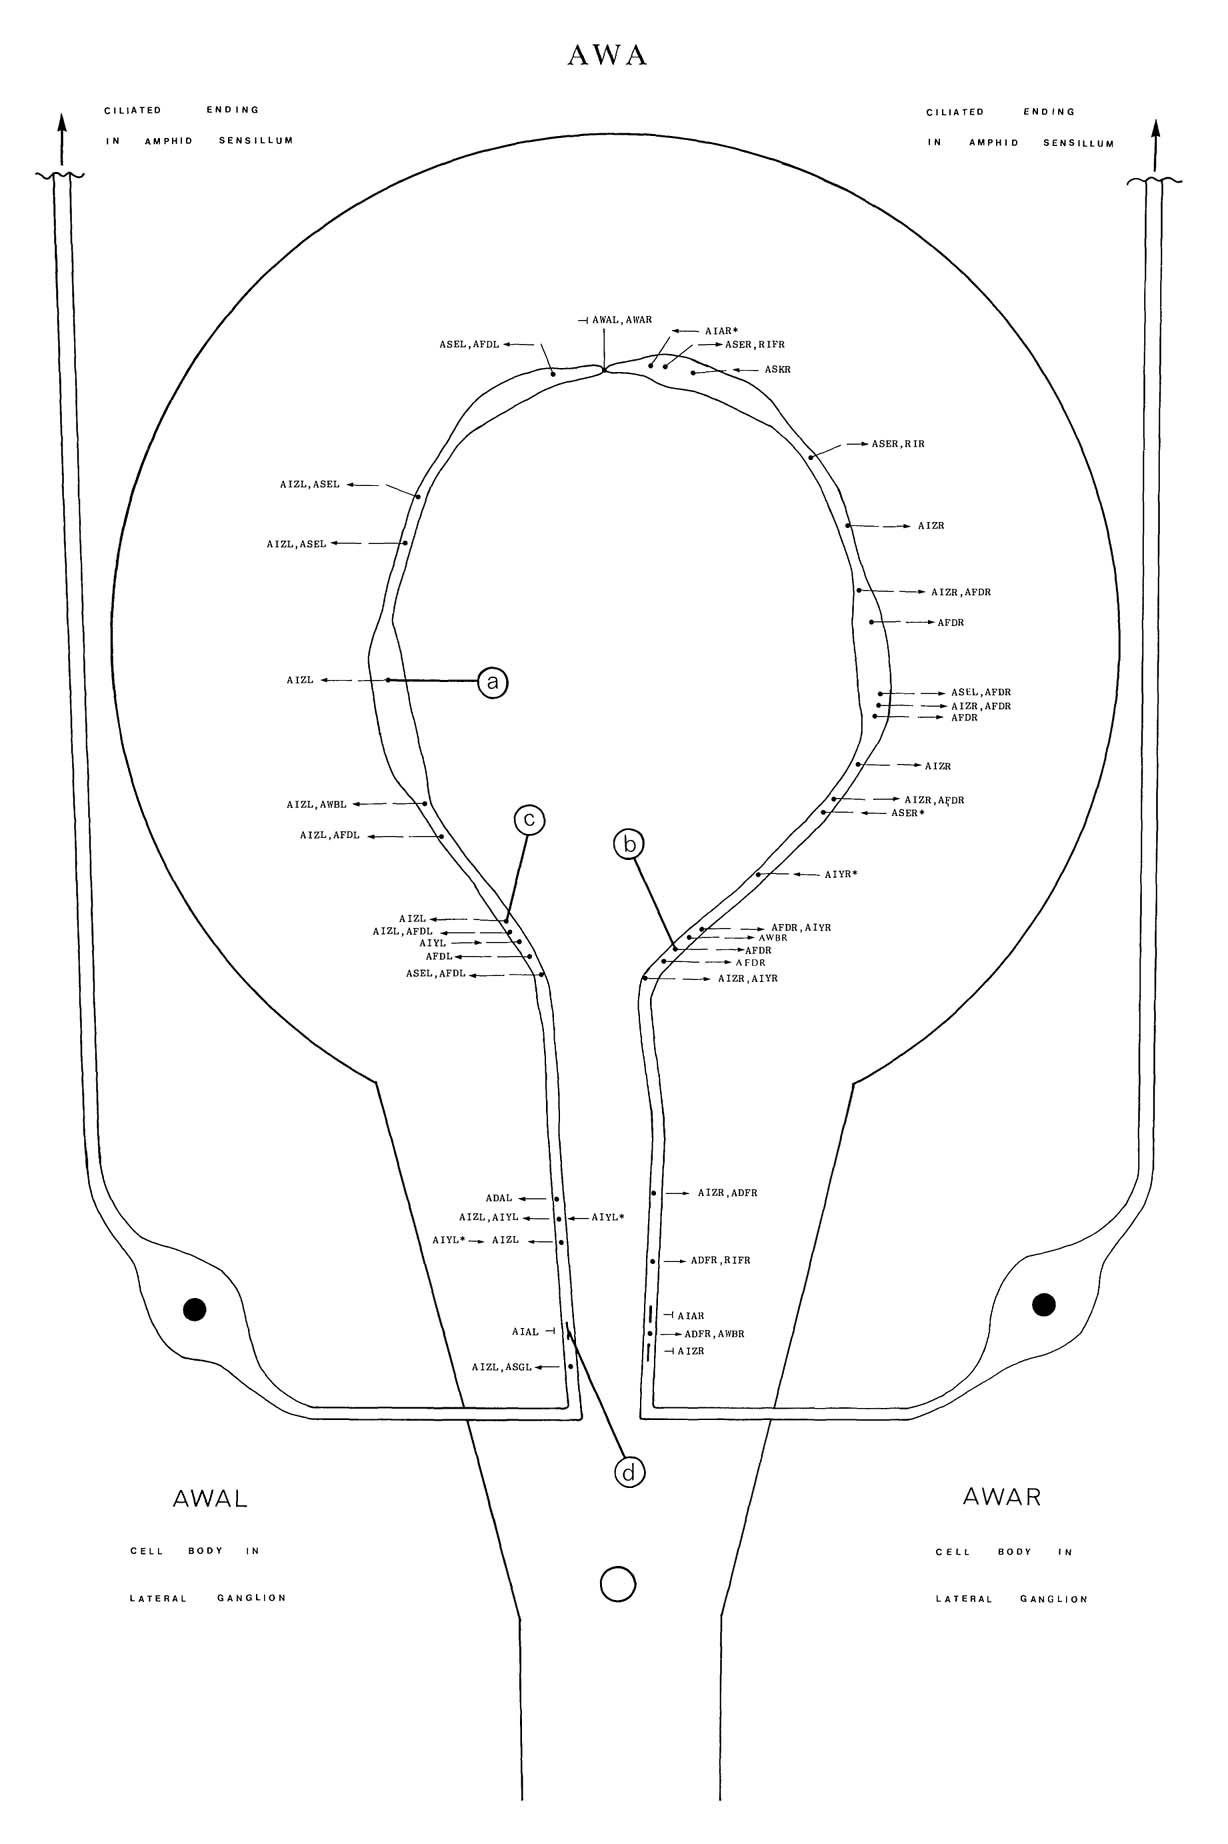 AWA
CILIATED ENDING
IN AMPHID SENSILLUM
CILIATED ENDING
IN AMPHID SENSILLUM
AWAL,AWAR
AIAR*
ASEL,AFDL
ASER,RIFR
ASKR
ASER,RIR
AIZL,ASEL
AIZR
AIZL,ASEL
AIZR,AFDR
AFDR
AIZL
a
ASEL,AFDR
AIZR,AFDR
AFDR
AIZR
AIZL,AWBL
AIZR,AFDR
ASER*
c
AIZL,AFDL
b
AIYR*
AIZL
AFDR,AIYR
AIZL,AFDL
AWBR
AIYL
AFDR
AFDL
AFDR
ASEL,AFDL
AIZR,AIYR
AIZR,ADFR
ADAL
AIZL,AIYL
AIYL*
AIYL* AIZL
ADFR,RIFR
AIAR
AIAL
ADFR,AWBR
AIZR
AIZL,ASGL
d
AWAL
AWAR
CELL BODY IN
LATERAL GANGLION
CELL BODY IN
LATERAL GANGLION